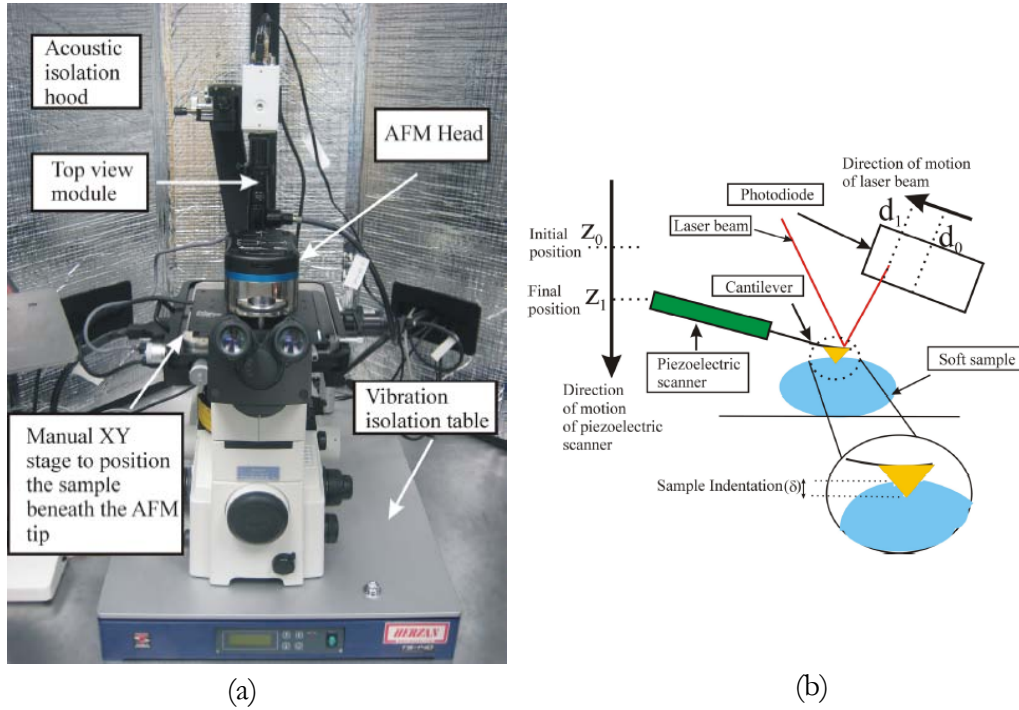 Acoustic
isolation
hood
AFM Head
Top view
module
Vibration
isolation table
Manual XY
stage to position
the sample
beneath the AFM
tip
HERZAN
(a)
Direction of motion
of laser beam
Photodiode
d₁
d₀
Laser beam
Initial
position
Z₀
Final
position
Z₁
Cantilever
Piezoelectric
scanner
Soft sample
Direction
of motion
of piezoelectric
scanner
Sample Indentation(δ)
(b)